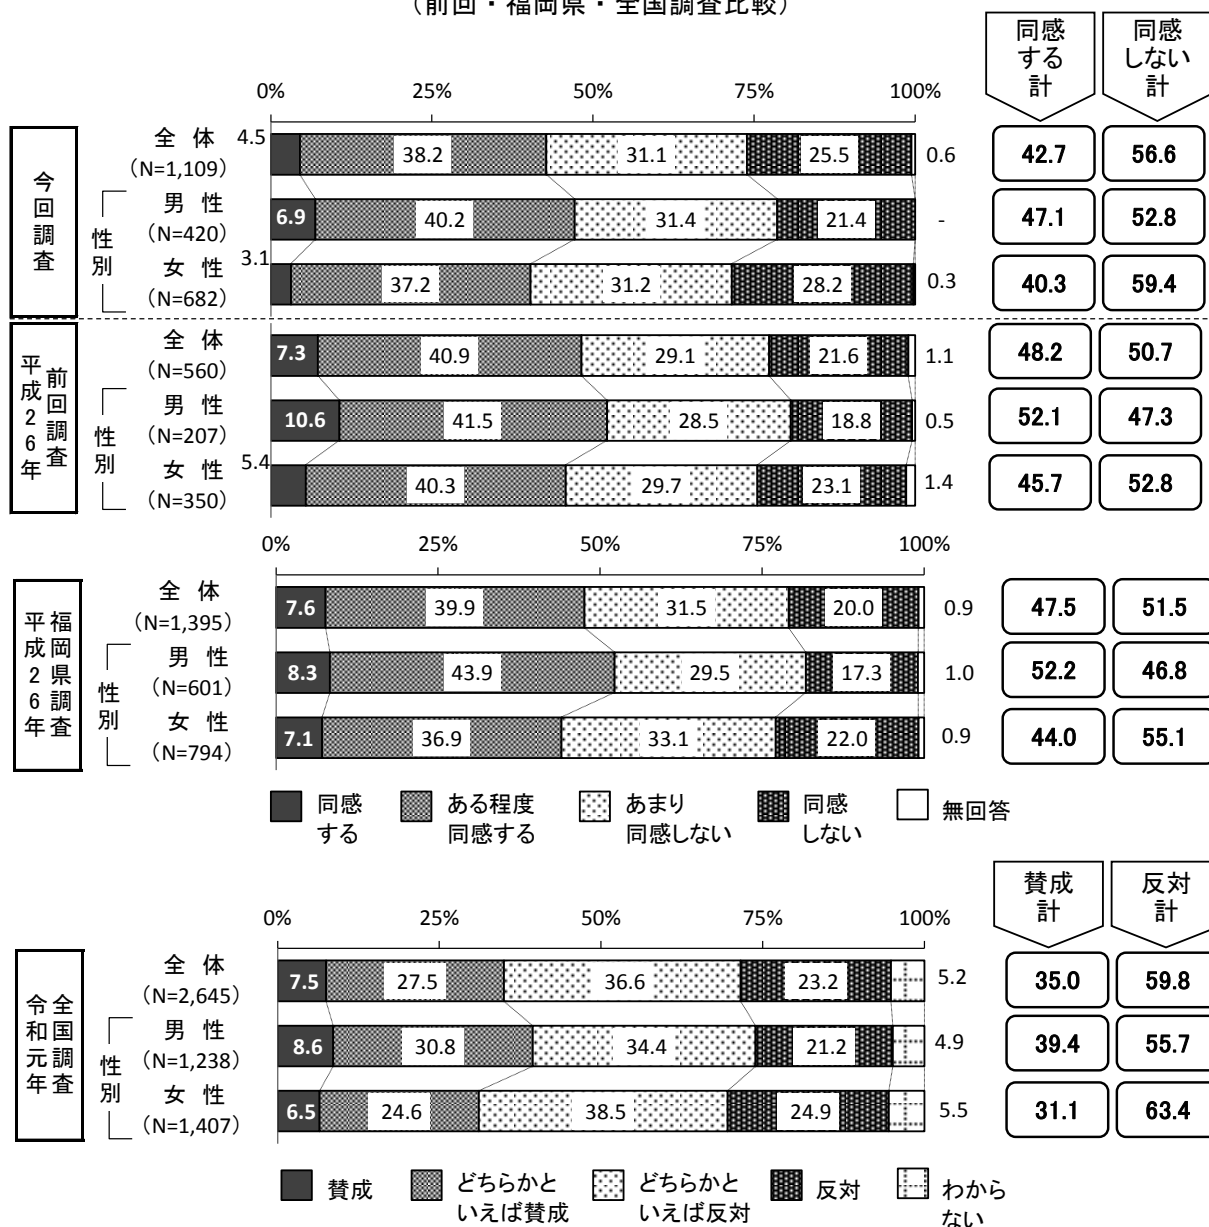 （前回・福岡県・全国調査比較）
同感する計
同感しない計
0% 25% 50% 75% 100%
今回調査
全体 (N=1,109) 4.5 38.2 31.1 25.5 0.6 42.7 56.6
性別
男性 (N=420) 6.9 40.2 31.4 21.4 - 47.1 52.8
女性 (N=682) 3.1 37.2 31.2 28.2 0.3 40.3 59.4
前回調査
平成26年
全体 (N=560) 7.3 40.9 29.1 21.6 1.1 48.2 50.7
性別
男性 (N=207) 10.6 41.5 28.5 18.8 0.5 52.1 47.3
女性 (N=350) 5.4 40.3 29.7 23.1 1.4 45.7 52.8
0% 25% 50% 75% 100%
福岡県調査
平成26年
全体 (N=1,395) 7.6 39.9 31.5 20.0 0.9 47.5 51.5
性別
男性 (N=601) 8.3 43.9 29.5 17.3 1.0 52.2 46.8
女性 (N=794) 7.1 36.9 33.1 22.0 0.9 44.0 55.1
同感する
ある程度同感する
あまり同感しない
同感しない
無回答
賛成計
反対計
0% 25% 50% 75% 100%
全国調査
令和元年
全体 (N=2,645) 7.5 27.5 36.6 23.2 5.2 35.0 59.8
性別
男性 (N=1,238) 8.6 30.8 34.4 21.2 4.9 39.4 55.7
女性 (N=1,407) 6.5 24.6 38.5 24.9 5.5 31.1 63.4
賛成
どちらかといえば賛成
どちらかといえば反対
反対
わからない